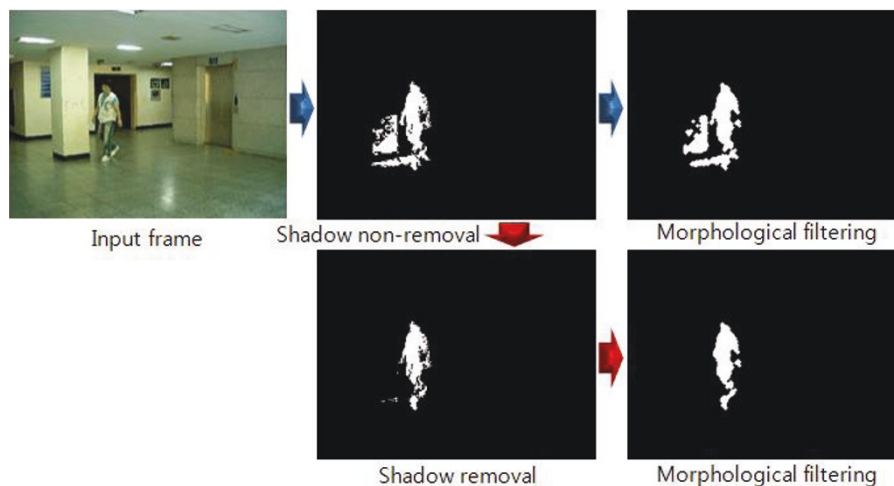 Input frame
Shadow non-removal
Morphological filtering
Shadow removal
Morphological filtering